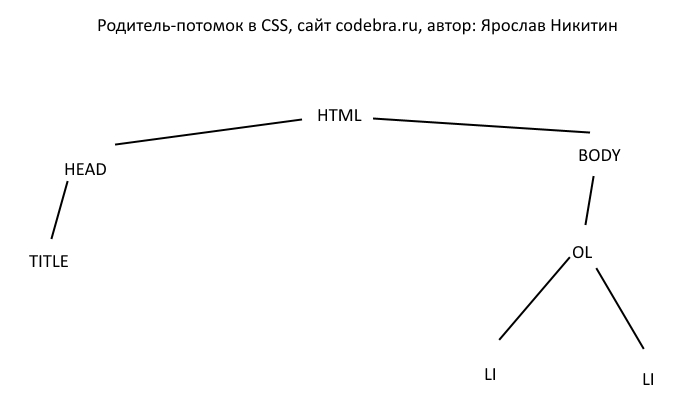 Родитель-потомок в CSS, сайт codebra.ru, автор: Ярослав Никитин
HTML
HEAD
BODY
TITLE
OL
LI
LI